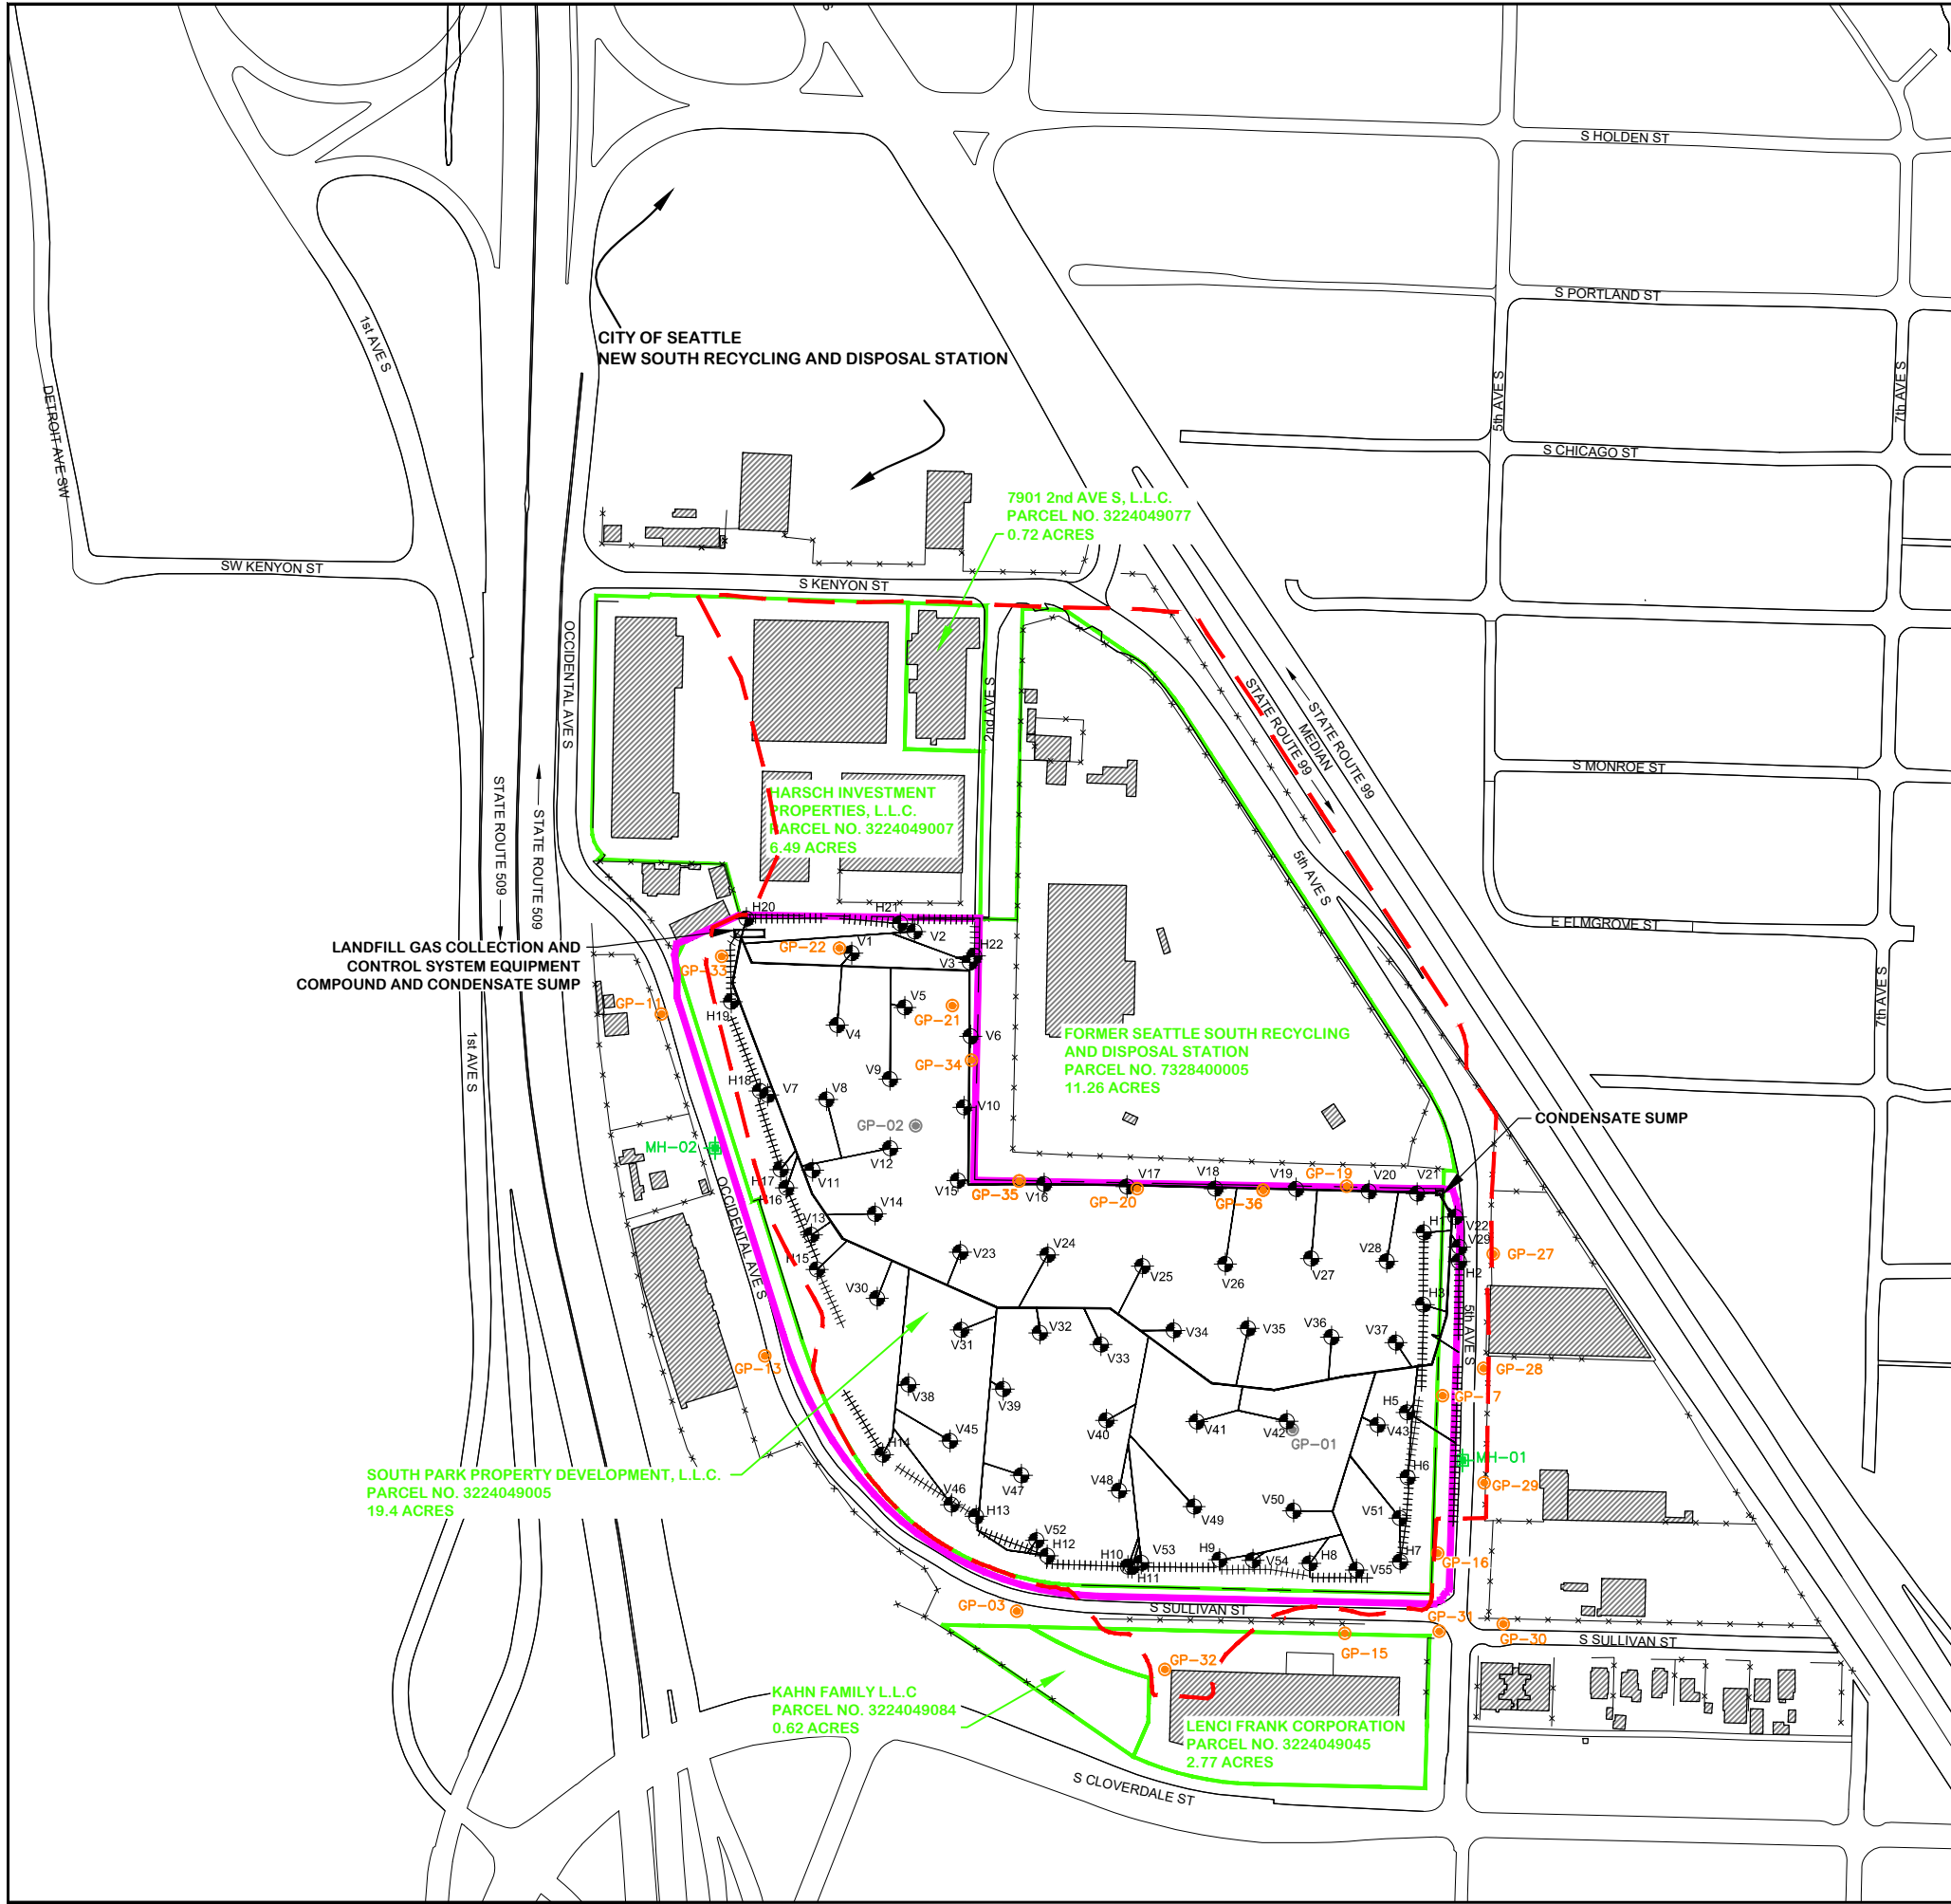 S HOLDEN ST
S PORTLAND ST
1st AVE S
CITY OF SEATTLE
NEW SOUTH RECYCLING AND DISPOSAL STATION
DETROIT AVE SW
5th AVE S
7th AVE S
S CHICAGO ST
7901 2nd AVE S, L.L.C.
PARCEL NO. 3224049077
0.72 ACRES
SW KENYON ST
S KENYON ST
OCCIDENTAL AVE S
2nd AVE S
STATE ROUTE 99
MEDIAN
STATE ROUTE 99
S MONROE ST
STATE ROUTE 509
STATE ROUTE 509
HARSCH INVESTMENT
PROPERTIES, L.L.C.
PARCEL NO. 3224049007
6.49 ACRES
5th AVE S
E ELMGROVE ST
H20
H21
V2
H22
V3
V1
GP-22
GP-33
LANDFILL GAS COLLECTION AND
CONTROL SYSTEM EQUIPMENT
COMPOUND AND CONDENSATE SUMP
GP-11
H19
V5
GP-21
V4
V6
7th AVE S
1st AVE S
FORMER SEATTLE SOUTH RECYCLING
AND DISPOSAL STATION
PARCEL NO. 7328400005
11.26 ACRES
GP-34
V9
H18
V7
V8
V10
GP-02
CONDENSATE SUMP
MH-02
V12
H17
V11
V15
GP-35
V16
V17
GP-20
V18
GP-36
V19
GP-19
V20
V21
H16
OCCIDENTAL AVE S
V14
V13
H1
V22
V29
H15
V23
V24
V25
V26
V27
V28
H2
GP-27
V30
H3
5th AVE S
V31
V32
V33
V34
V35
V36
V37
GP-13
GP-28
V38
V39
GP-17
H5
V40
V41
V42
V43
GP-01
V45
H14
MH-01
H6
GP-29
SOUTH PARK PROPERTY DEVELOPMENT, L.L.C.
PARCEL NO. 3224049005
19.4 ACRES
V47
V48
V46
H13
V49
V50
V51
V52
H12
H10
H11
V53
H9
V54
H8
V55
H7
GP-16
GP-03
S SULLIVAN ST
GP-31
GP-30
S SULLIVAN ST
GP-15
GP-32
KAHN FAMILY L.L.C
PARCEL NO. 3224049084
0.62 ACRES
LENCI FRANK CORPORATION
PARCEL NO. 3224049045
2.77 ACRES
S CLOVERDALE ST